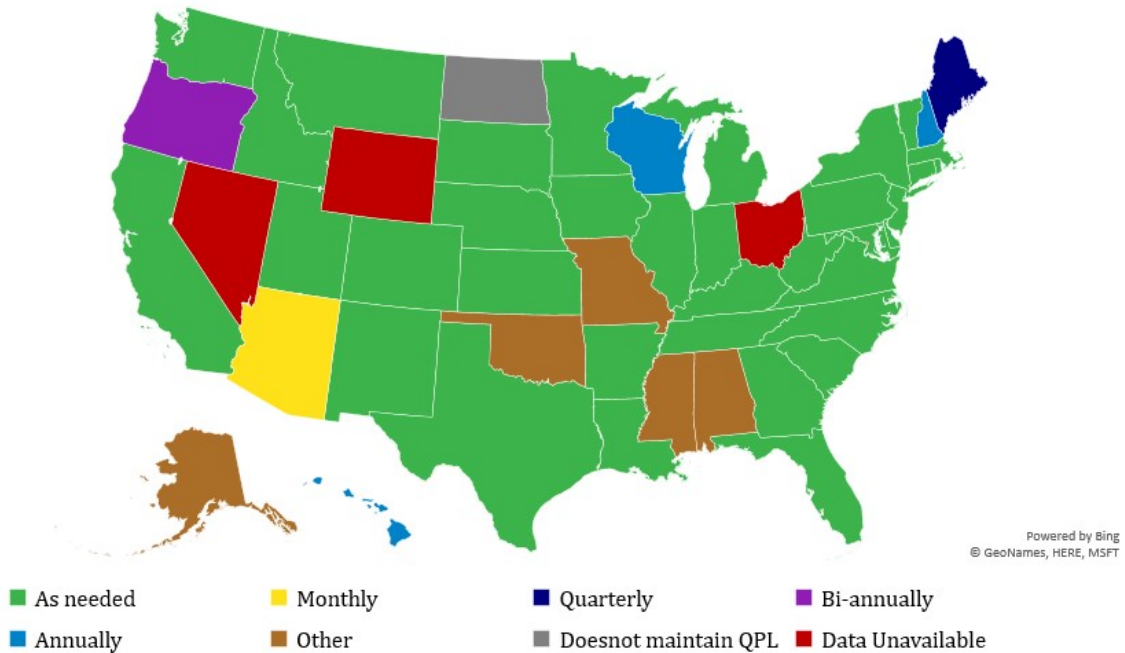 Powered by Bing
© GeoNames, HERE, MSFT
As needed
Monthly
Quarterly
Bi-annually
Annually
Other
Doesnot maintain QPL
Data Unavailable